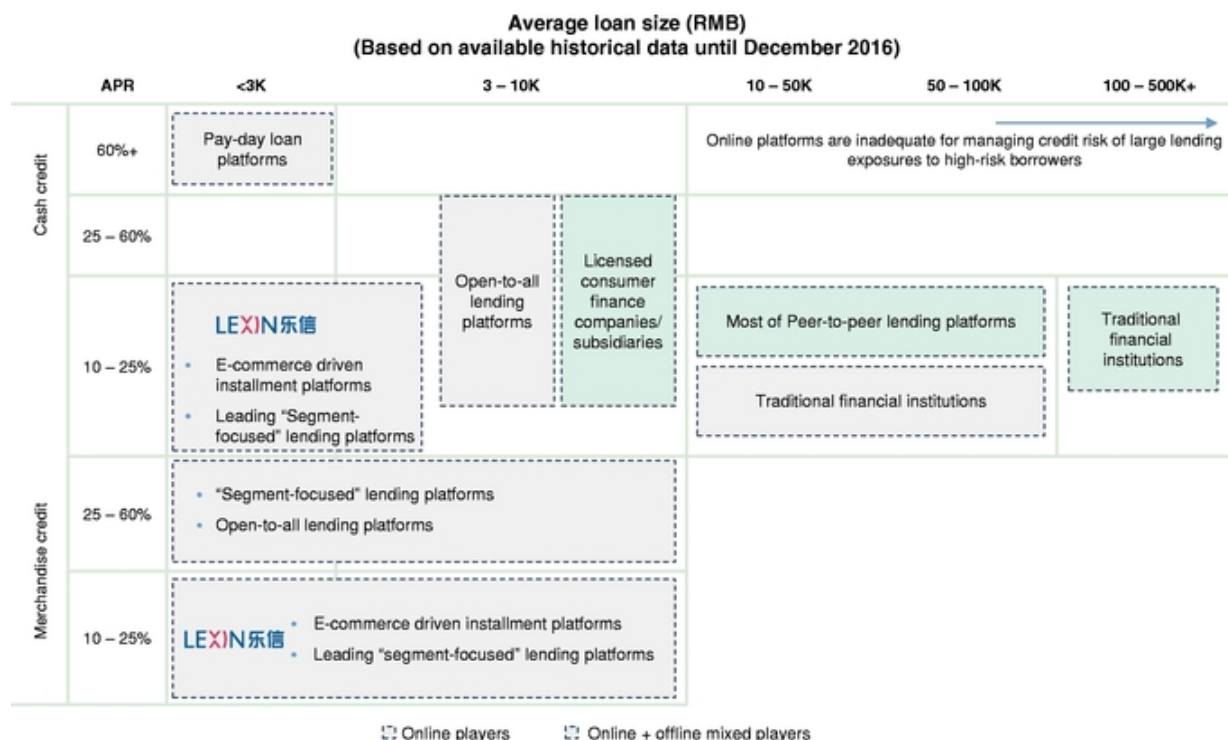 Average loan size (RMB)
(Based on available historical data until December 2016)
APR <3K 3 – 10K 10 – 50K 50 – 100K 100 – 500K+
Cash credit
60%+
Pay-day loan
platforms
Online platforms are inadequate for managing credit risk of large lending
exposures to high-risk borrowers
25 – 60%
Open-to-all
lending
platforms
Licensed
consumer
finance
companies/
subsidiaries
10 – 25%
LEXIN乐信
• E-commerce driven
installment platforms
• Leading “Segment-
focused” lending platforms
Most of Peer-to-peer lending platforms
Traditional financial institutions
Traditional
financial
institutions
Merchandise credit
25 – 60%
• “Segment-focused” lending platforms
• Open-to-all lending platforms
10 – 25%
LEXIN乐信
• E-commerce driven installment platforms
• Leading “segment-focused” lending platforms
Online players Online + offline mixed players